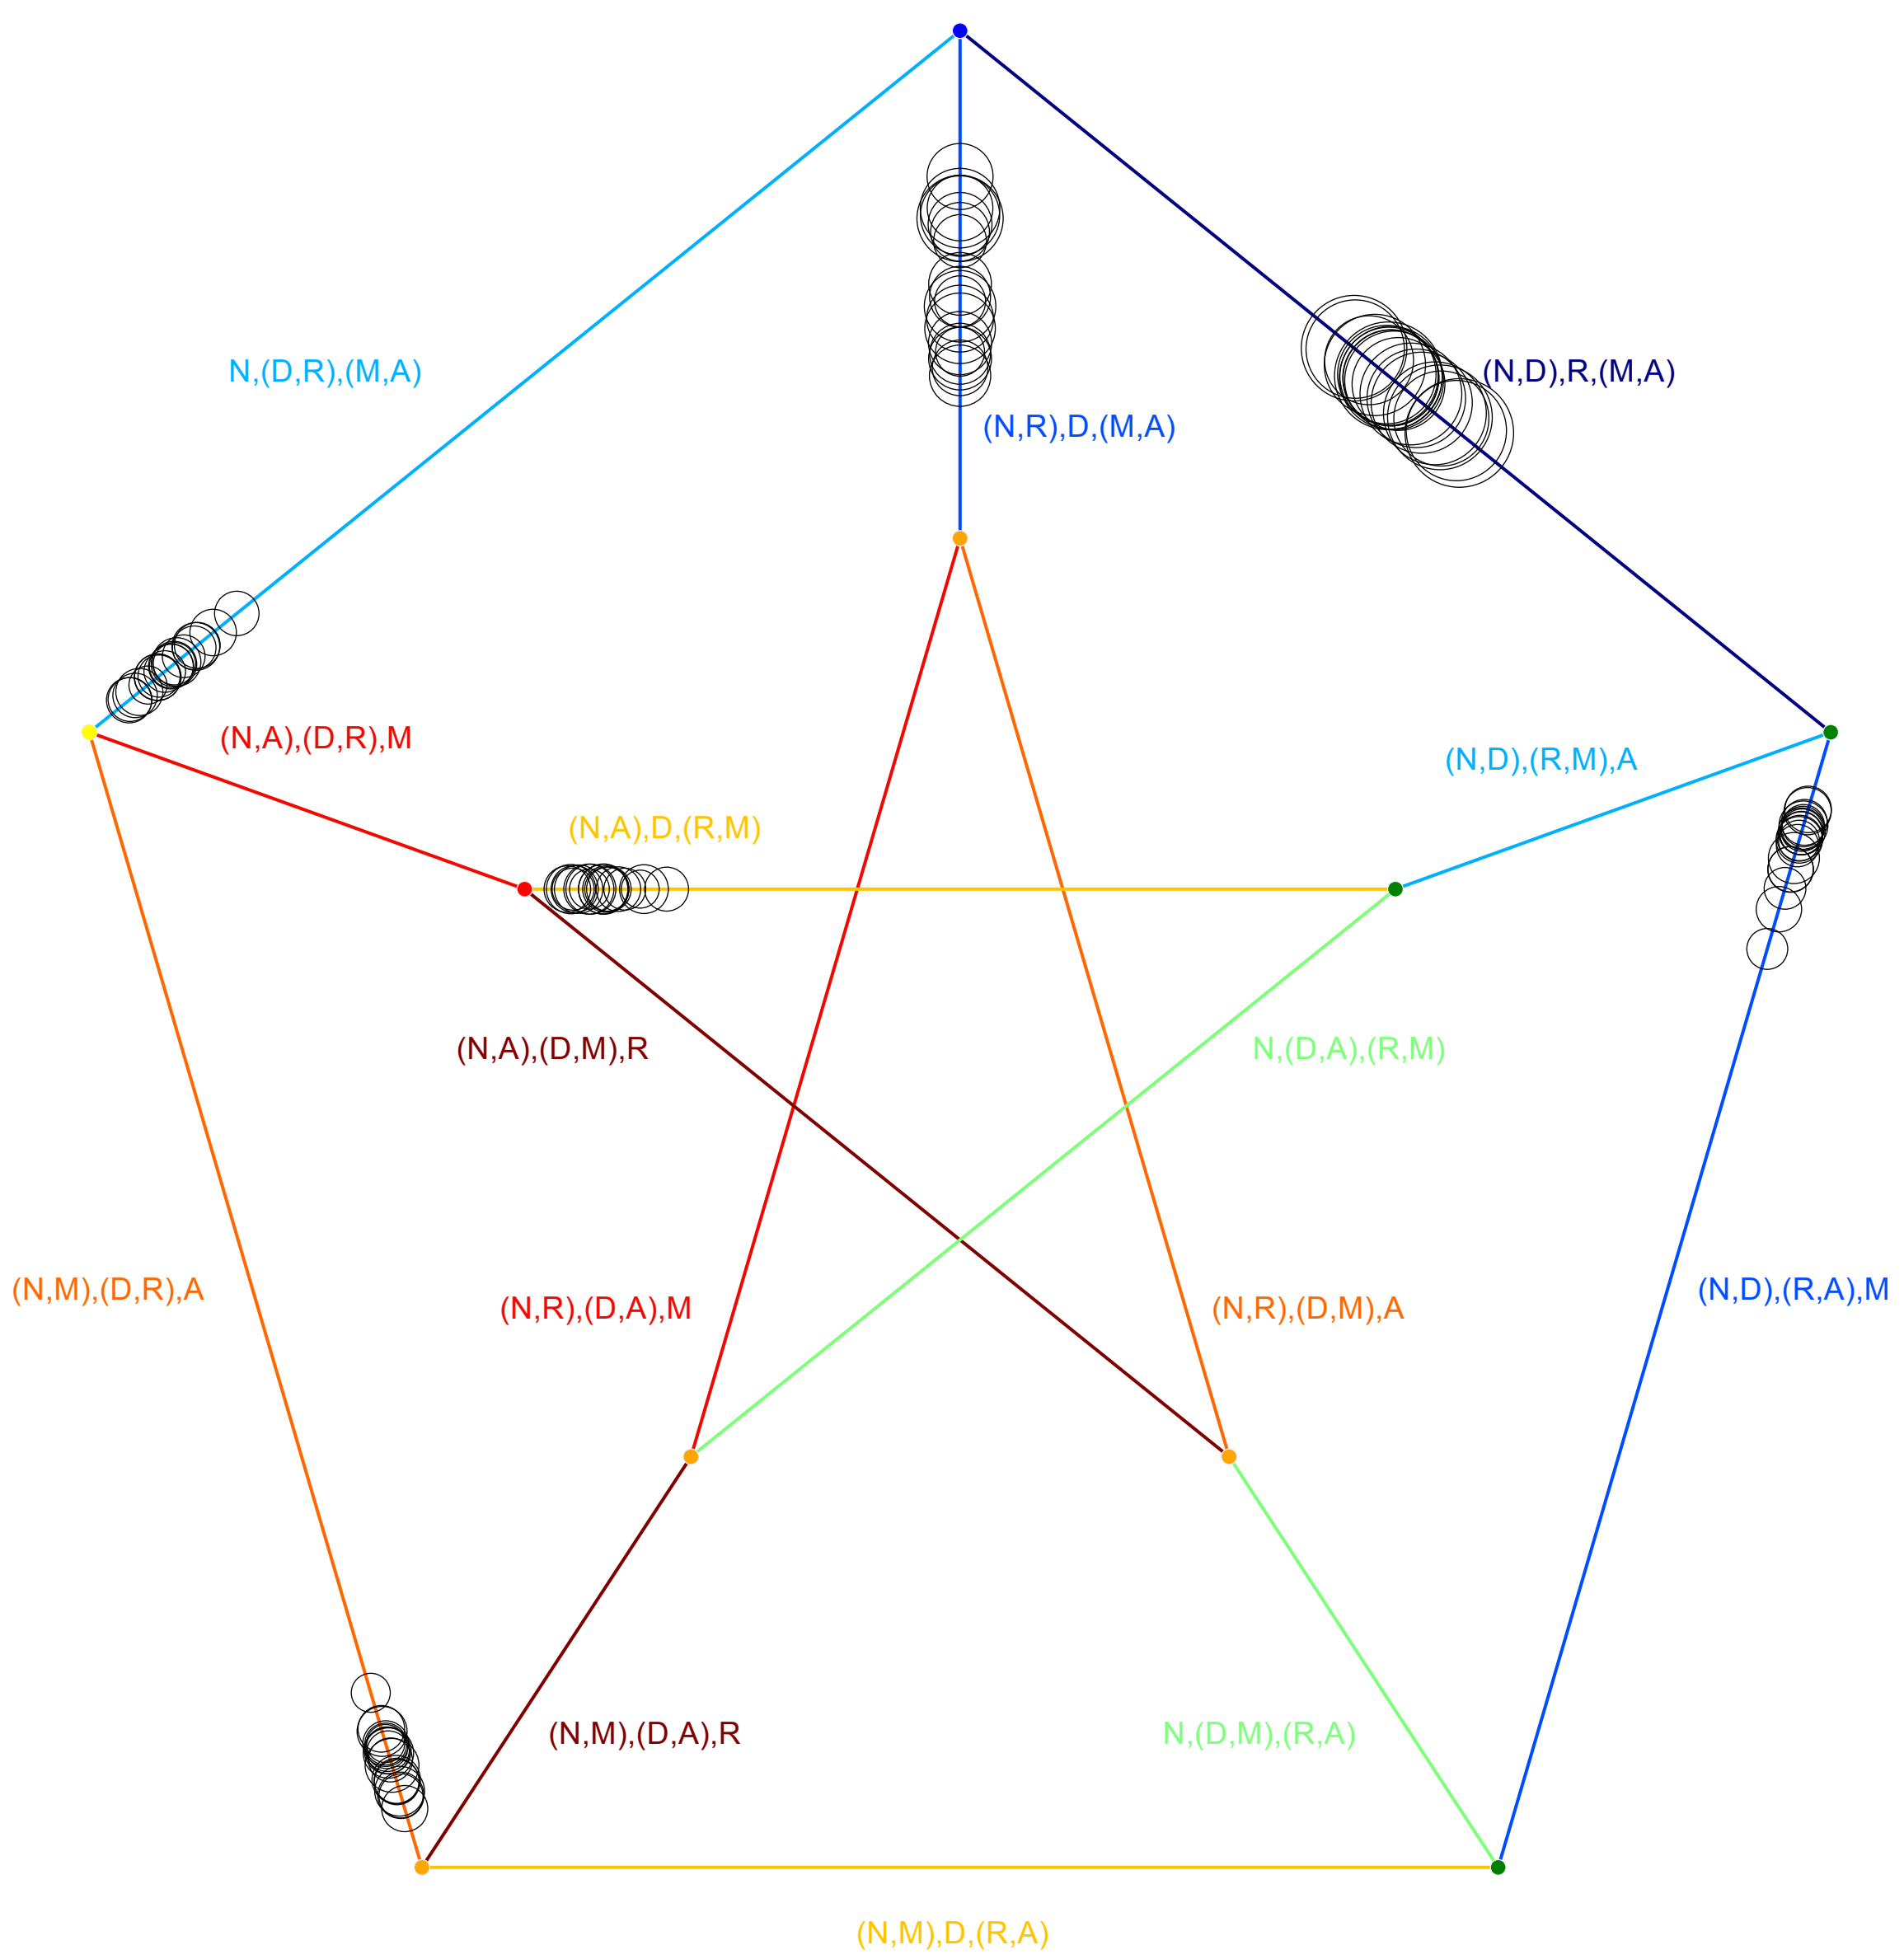 N,(D,R),(M,A)
(N,D),R,(M,A)
(N,R),D,(M,A)
(N,A),(D,R),M
(N,D),(R,M),A
(N,A),D,(R,M)
(N,A),(D,M),R
N,(D,A),(R,M)
(N,M),(D,R),A
(N,D),(R,A),M
(N,R),(D,A),M
(N,R),(D,M),A
(N,M),(D,A),R
N,(D,M),(R,A)
(N,M),D,(R,A)